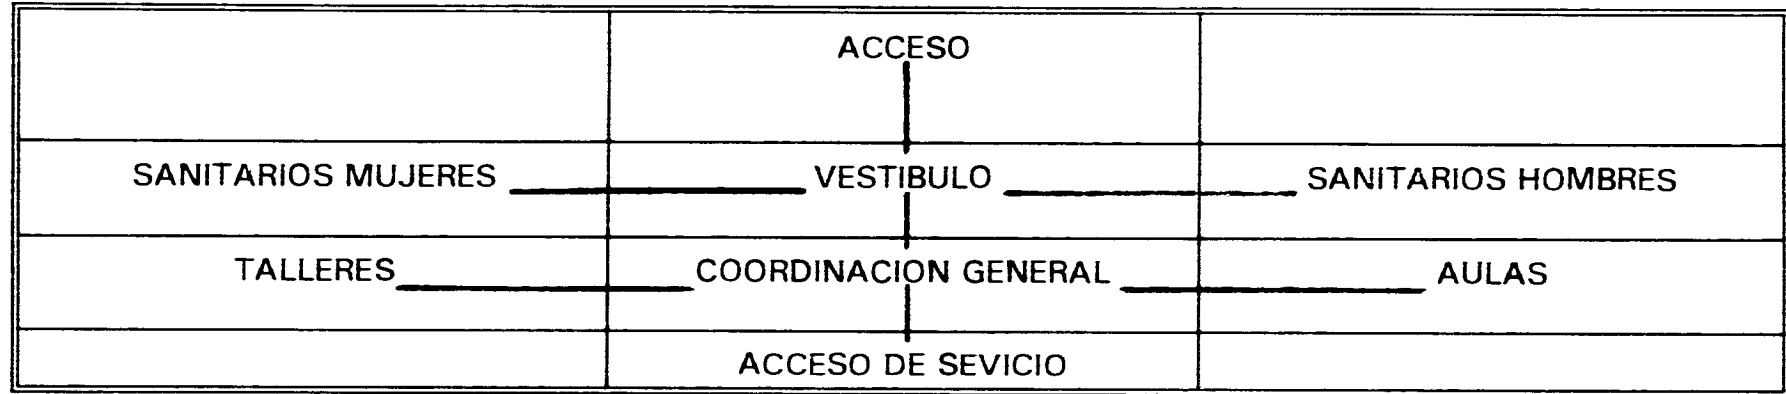 ACCESO
SANITARIOS MUJERES VESTIBULO SANITARIOS HOMBRES
TALLERES COORDINACION GENERAL AULAS
ACCESO DE SEVICIO